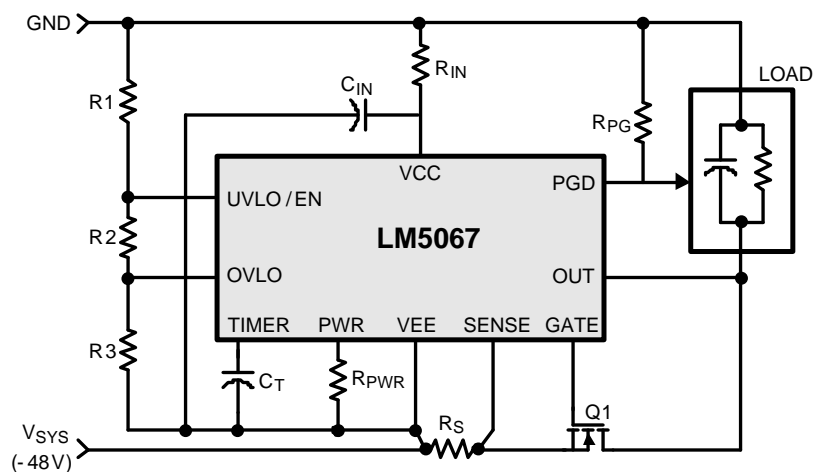 GND
R1
CIN
RIN
LOAD
RPG
VCC
UVLO/EN
PGD
R2
LM5067
OVLO
OUT
TIMER PWR VEE SENSE GATE
R3
CT
RPWR
RS
Q1
VSYS
(-48V)